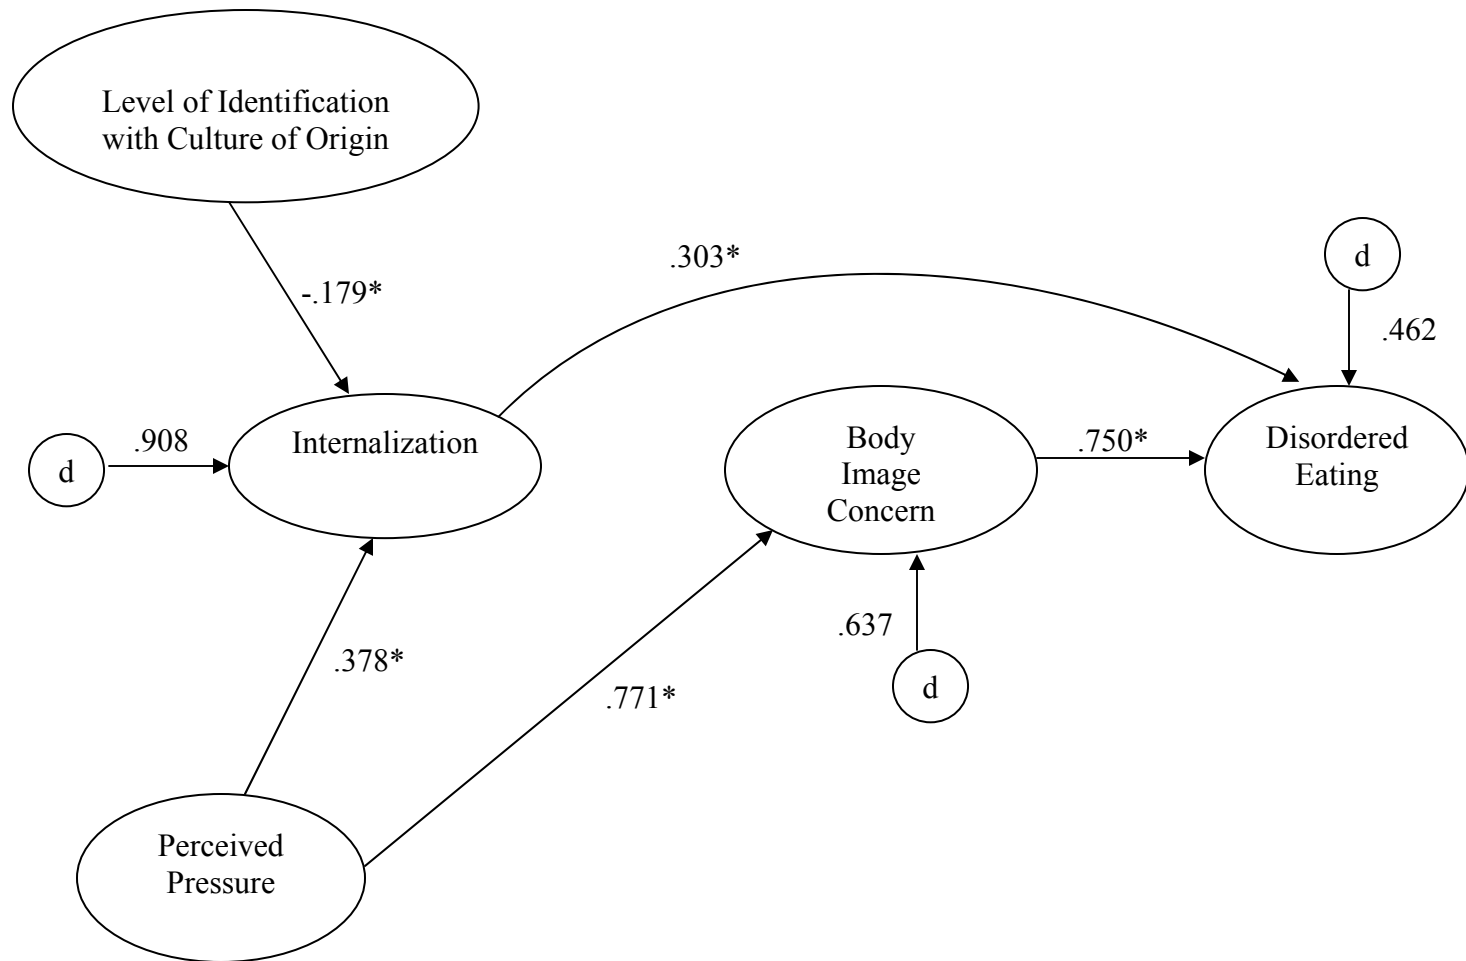 Level of Identification
with Culture of Origin
.303*
d
-.179*
.462
.908
Internalization
d
Body
Image
Concern
.750*
Disordered
Eating
.637
.378*
.771*
d
Perceived
Pressure